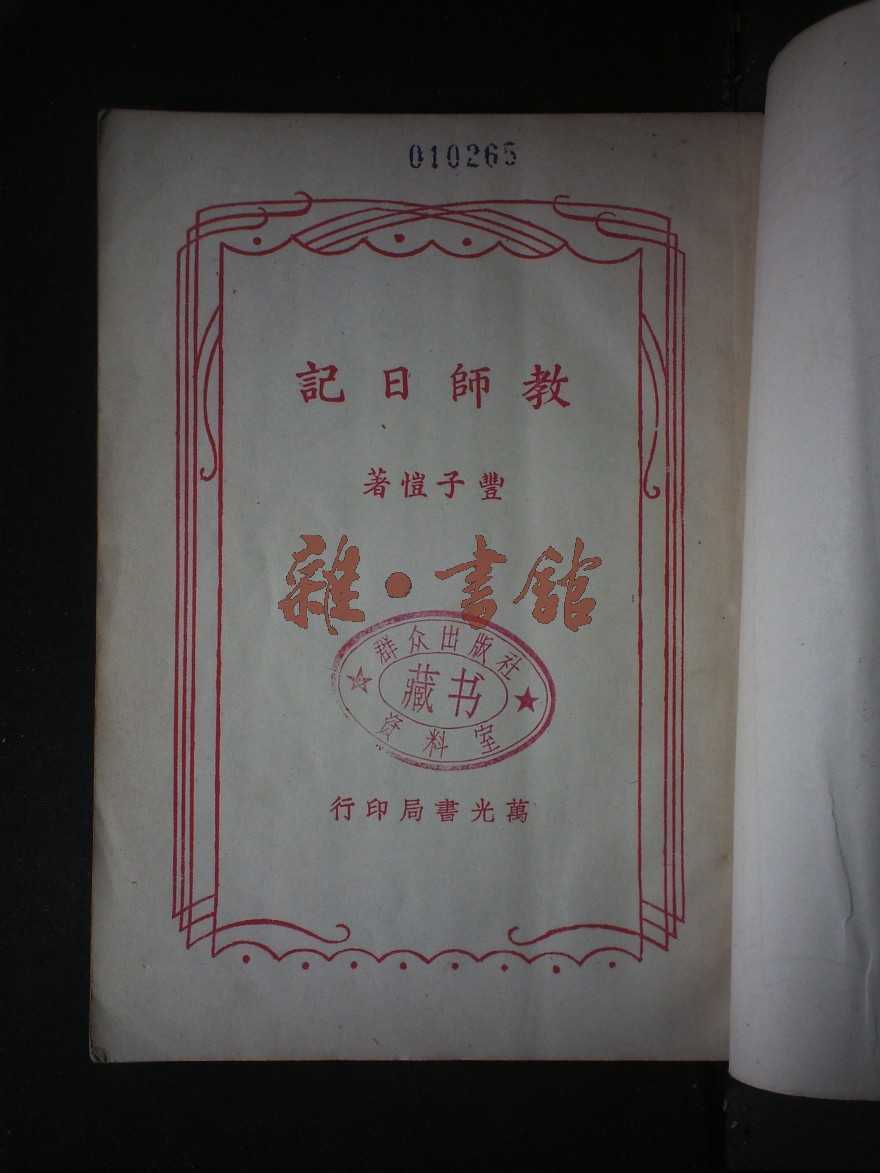 010265
教師日記
豐子愷著
雜·書館
群众出版社
藏书
资料室
萬光書局印行